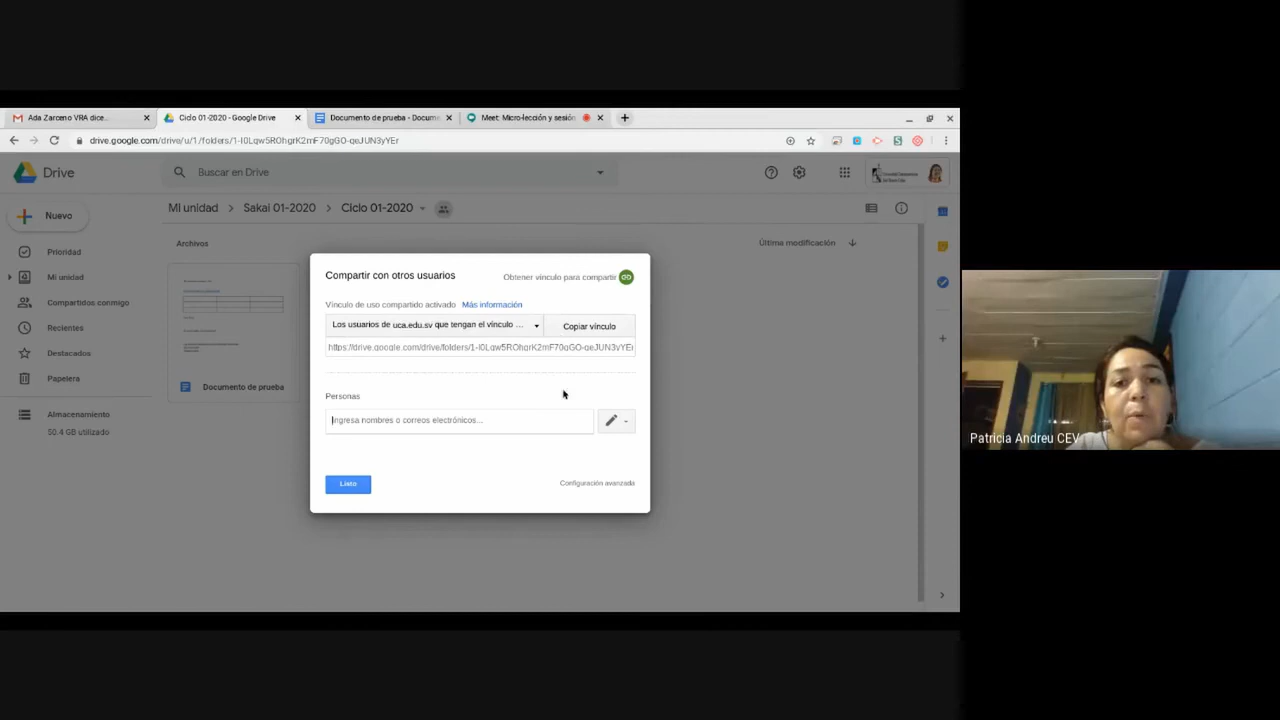 Ada Zarceno VRA dice...
Ciclo 01-2020 - Google Drive
Documento de prueba - Docume
Meet: Micro-lección y sesión
drive.google.com/drive/u/1/folders/1-I0Lqw5ROhgrK2mF70gGO-qeJUN3yYEr
Drive
Buscar en Drive
Nuevo
Mi unidad
Sakai 01-2020
Ciclo 01-2020
Archivos
Última modificación
Prioridad
Mi unidad
Compartidos conmigo
Recientes
Destacados
Papelera
Almacenamiento
50.4 GB utilizado
Documento de prueba
Compartir con otros usuarios
Obtener vínculo para compartir
Vínculo de uso compartido activado Más información
Los usuarios de uca.edu.sv que tengan el vínculo ...
Copiar vínculo
https://drive.google.com/drive/folders/1-I0Lqw5ROhgrK2mF70gGO-qeJUN3yYEr
Personas
Ingresa nombres o correos electrónicos...
Listo
Configuración avanzada
Patricia Andreu CEV